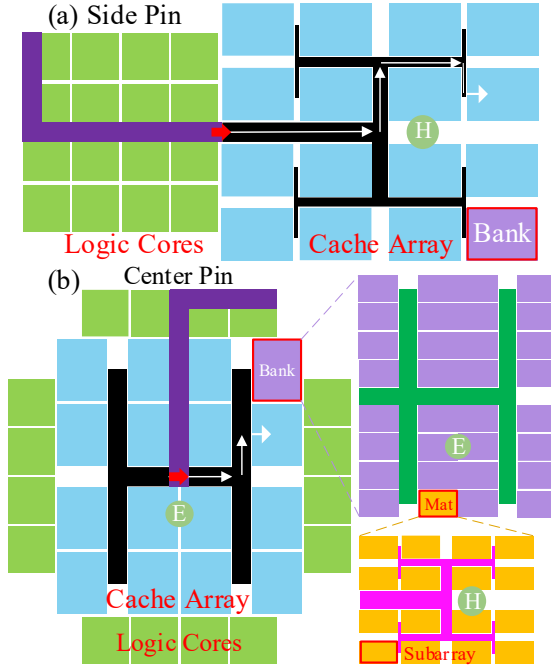 (a) Side Pin
H
Logic Cores
Cache Array
Bank
(b)
Center Pin
Bank
E
E
Mat
Cache Array
H
Logic Cores
Subarray